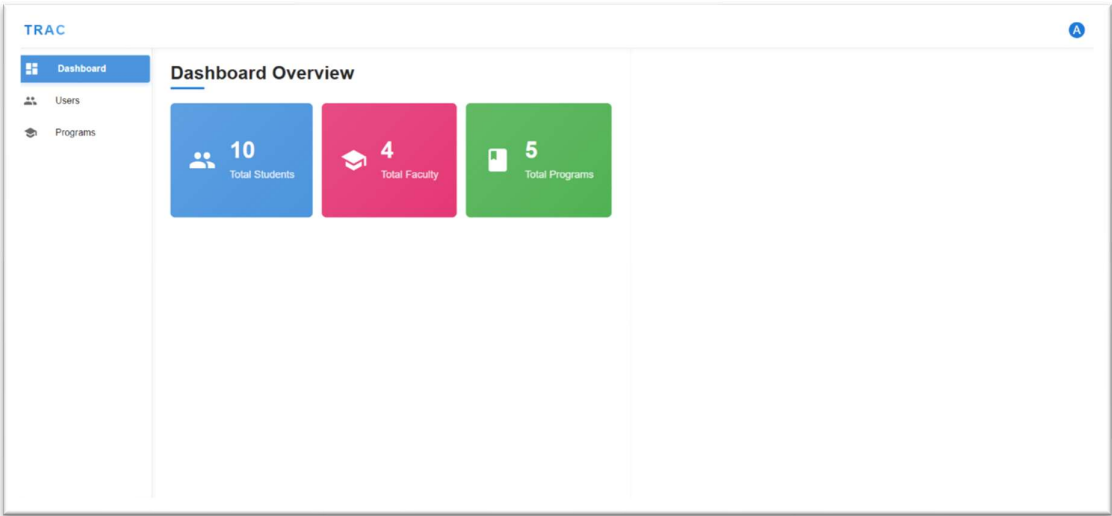 TRAC
A
Dashboard
Users
Programs
Dashboard Overview
10
Total Students
4
Total Faculty
5
Total Programs